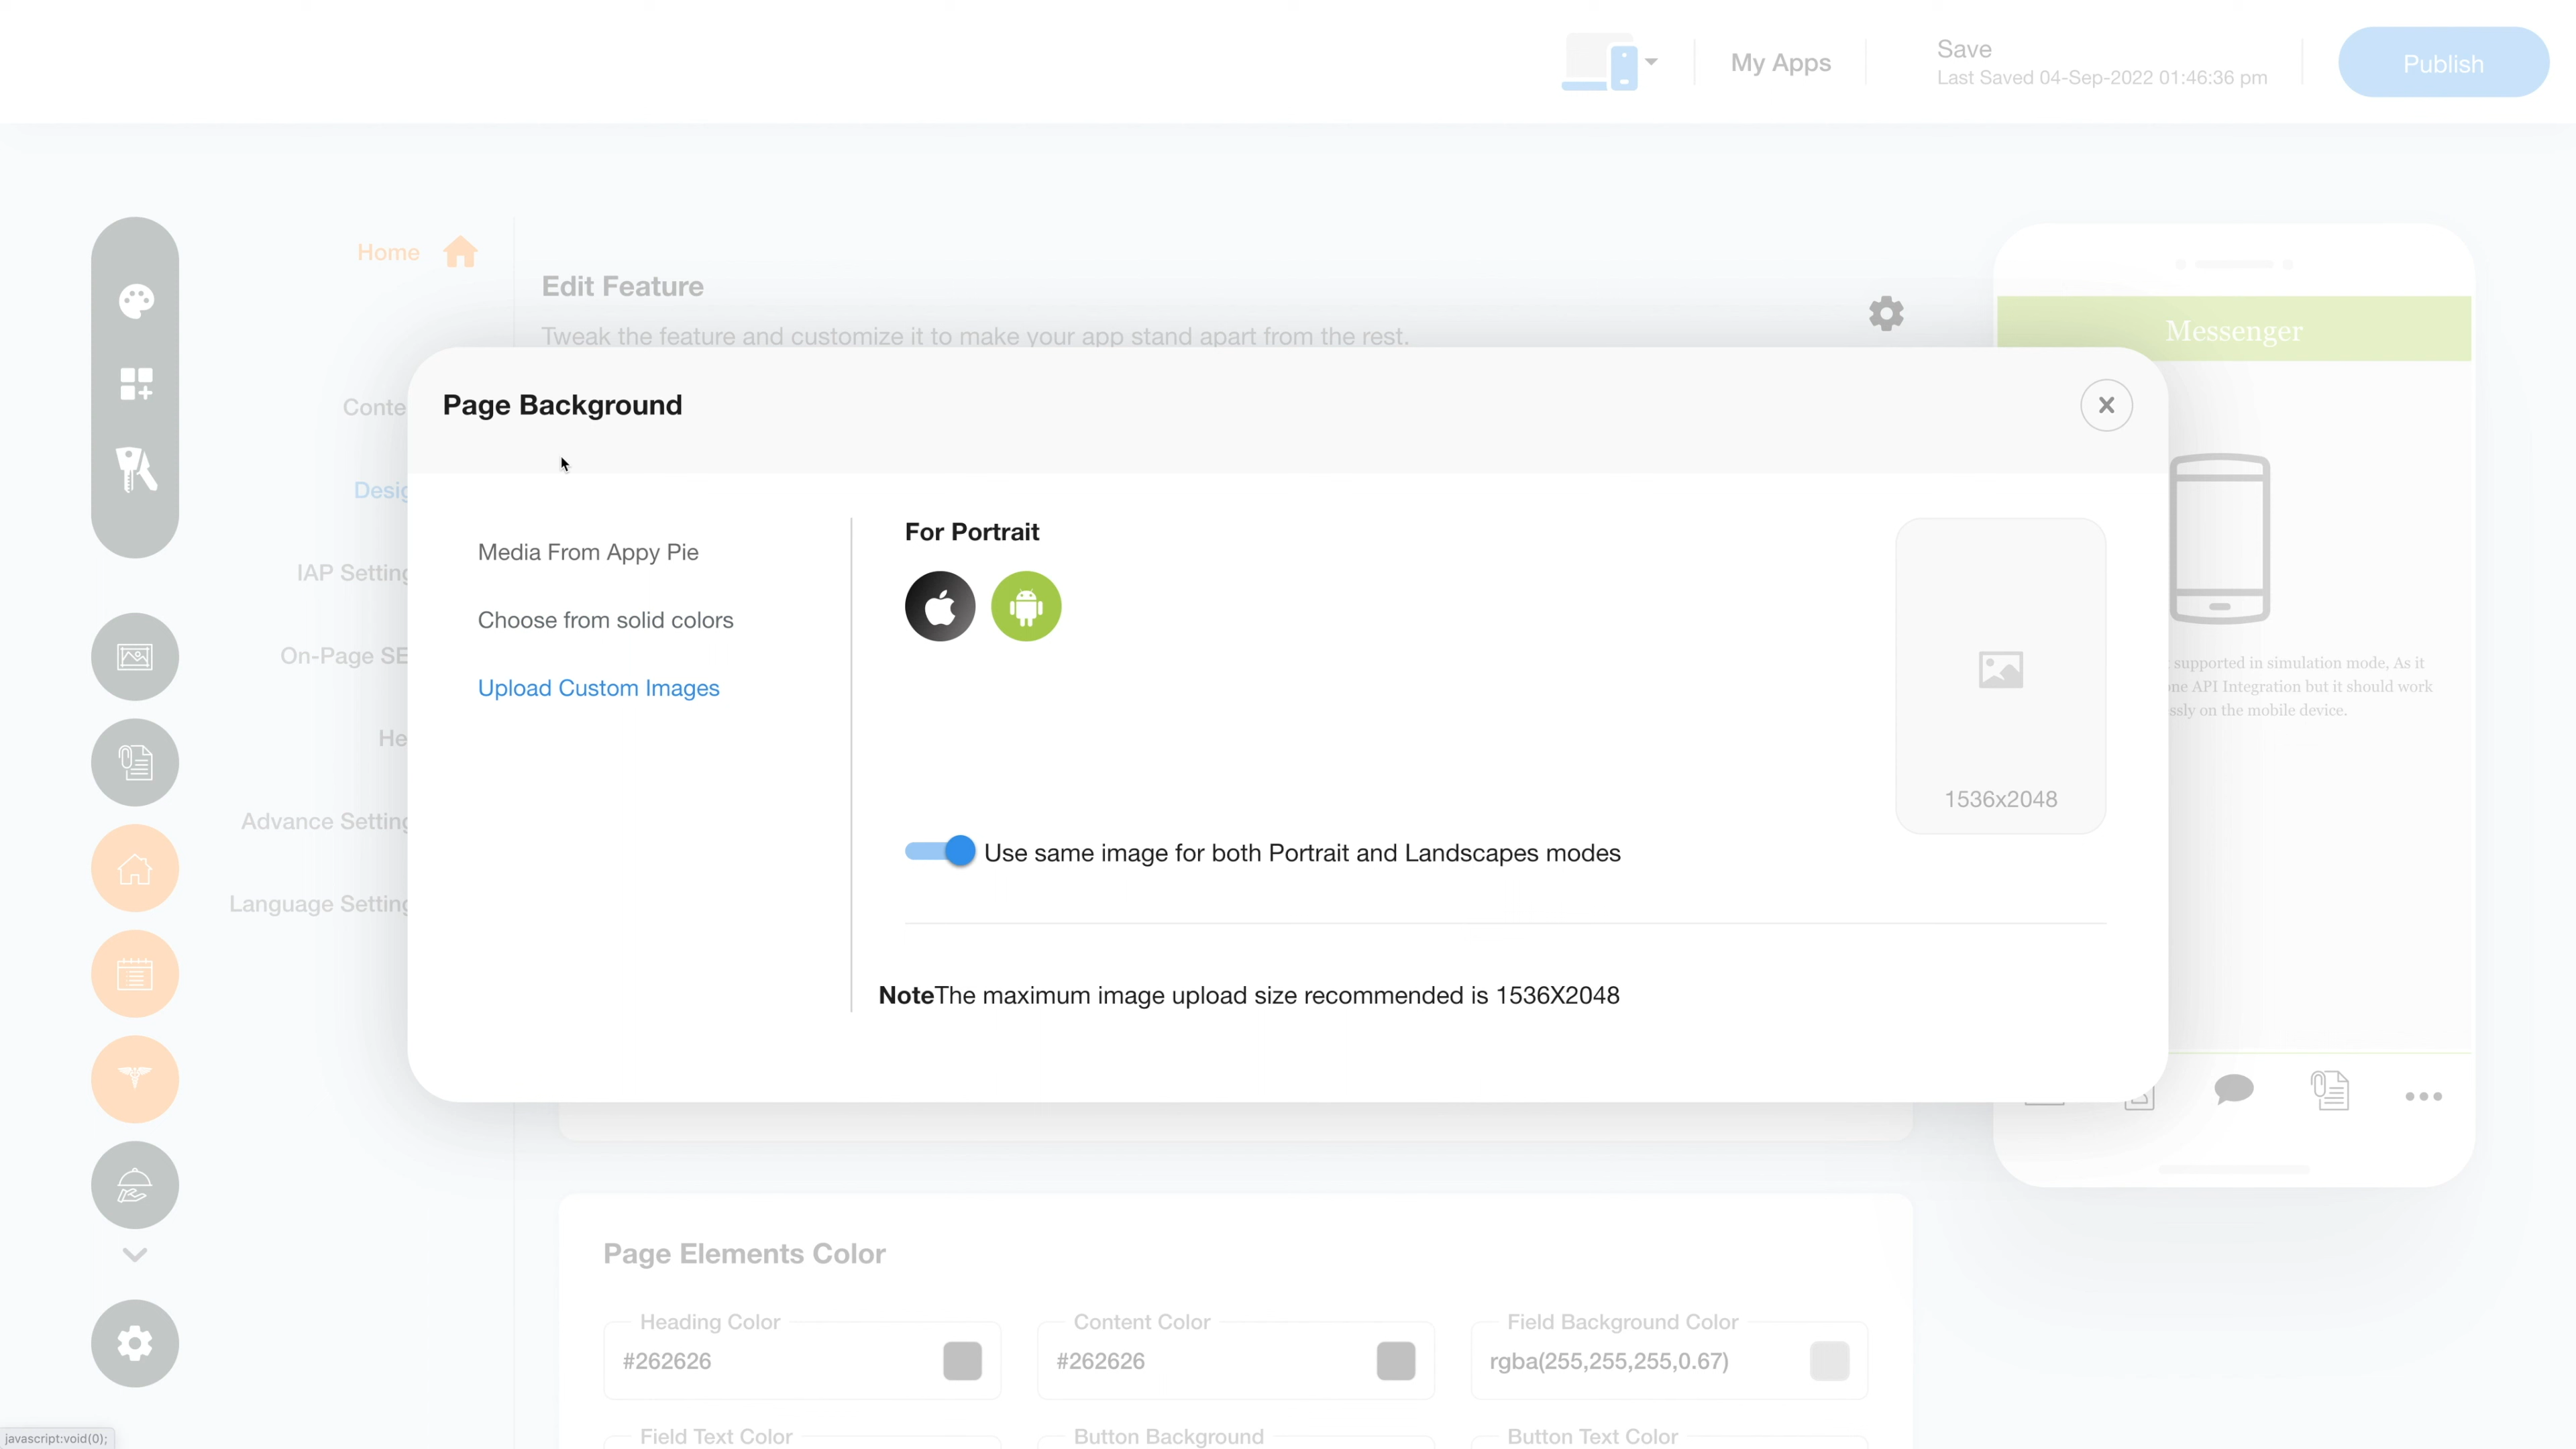 My Apps
Save
Last Saved 04-Sep-2022 01:46:36 pm
Publish
Home
Edit Feature
Tweak the feature and customize it to make your app stand apart from the rest.
Messenger
Page Background
Conte
Desig
IAP Setting
On-Page SE
He
Advance Setting
Language Setting
Media From Appy Pie
Choose from solid colors
Upload Custom Images
For Portrait
1536x2048
Use same image for both Portrait and Landscapes modes
NoteThe maximum image upload size recommended is 1536X2048
supported in simulation mode, As it
ne API Integration but it should work
ssly on the mobile device.
Page Elements Color
Heading Color
#262626
Content Color
#262626
Field Background Color
rgba(255,255,255,0.67)
Field Text Color
Button Background
Button Text Color
javascript:void(0);